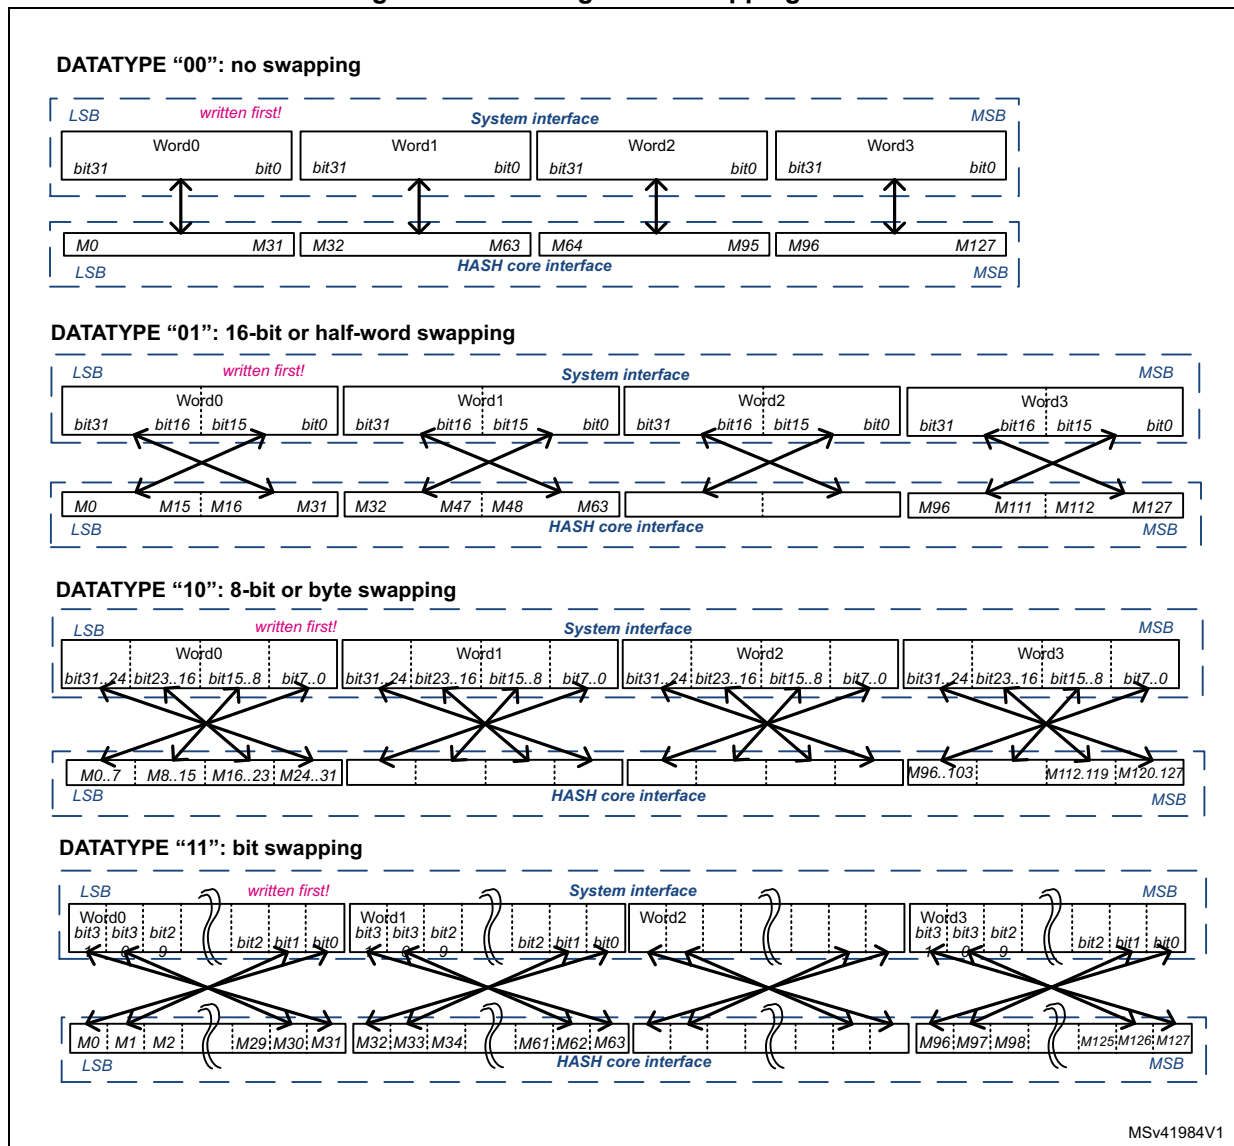 DATATYPE “00”: no swapping
LSB written first! System interface MSB
Word0 Word1 Word2 Word3
bit31 bit0 bit31 bit0 bit31 bit0 bit31 bit0
M0 M31 M32 M63 M64 M95 M96 M127
LSB HASH core interface MSB
DATATYPE “01”: 16-bit or half-word swapping
LSB written first! System interface MSB
Word0 Word1 Word2 Word3
bit31 bit16 bit15 bit0 bit31 bit16 bit15 bit0 bit31 bit16 bit15 bit0 bit31 bit16 bit15 bit0
M0 M15 M16 M31 M32 M47 M48 M63 M96 M111 M112 M127
LSB HASH core interface MSB
DATATYPE “10”: 8-bit or byte swapping
LSB written first! System interface MSB
Word0 Word1 Word2 Word3
bit31..24 bit23..16 bit15..8 bit7..0 bit31..24 bit23..16 bit15..8 bit7..0 bit31..24 bit23..16 bit15..8 bit7..0 bit31..24 bit23..16 bit15..8 bit7..0
M0..7 M8..15 M16..23 M24..31 M96..103 M112.119 M120.127
LSB HASH core interface MSB
DATATYPE “11”: bit swapping
LSB written first! System interface MSB
Word0 Word1 Word2 Word3
bit31 bit30 bit29 bit2 bit1 bit0 bit31 bit30 bit29 bit2 bit1 bit0 bit31 bit30 bit29 bit2 bit1 bit0
M0 M1 M2 M29 M30 M31 M32 M33 M34 M61 M62 M63 M96 M97 M98 M125 M126 M127
LSB HASH core interface MSB
MSv41984V1